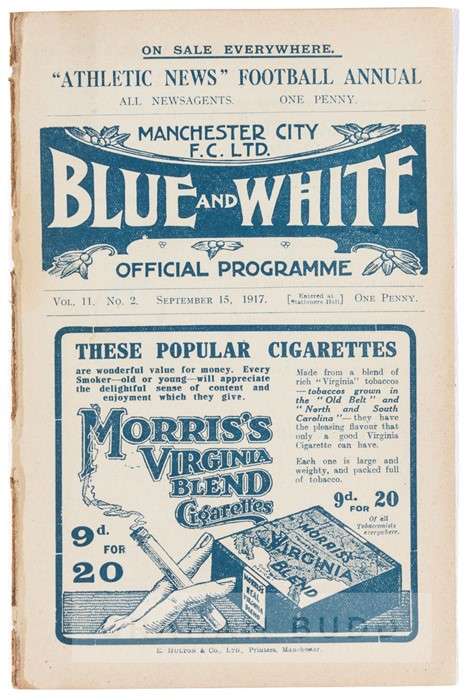 ON SALE EVERYWHERE.
"ATHLETIC NEWS" FOOTBALL ANNUAL
ALL NEWSAGENTS. ONE PENNY.
MANCHESTER CITY
F.C. LTD.
BLUE AND WHITE
OFFICIAL PROGRAMME
VOL. 11. NO. 2. SEPTEMBER 15, 1917. [Entered at Stationers Hall] ONE PENNY.
THESE POPULAR CIGARETTES
are wonderful value for money. Every
Smoker—old or young—will appreciate
the delightful sense of content and
enjoyment which they give.
MORRIS'S
VIRGINIA
BLEND
Cigarettes
9d.
FOR
20
Made from a blend of
rich "Virginia" tobaccos
—tobaccos grown in
the "Old Belt" and
"North and South
Carolina"—they have
the pleasing flavour that
only a good Virginia
Cigarette can have.
Each one is large and
weighty, and packed full
of tobacco.
9d. FOR 20
Of all
Tobacconists
everywhere.
MORRIS'S
VIRGINIA
BLEND
E. HULTON & CO., LTD., Printers, Manchester.